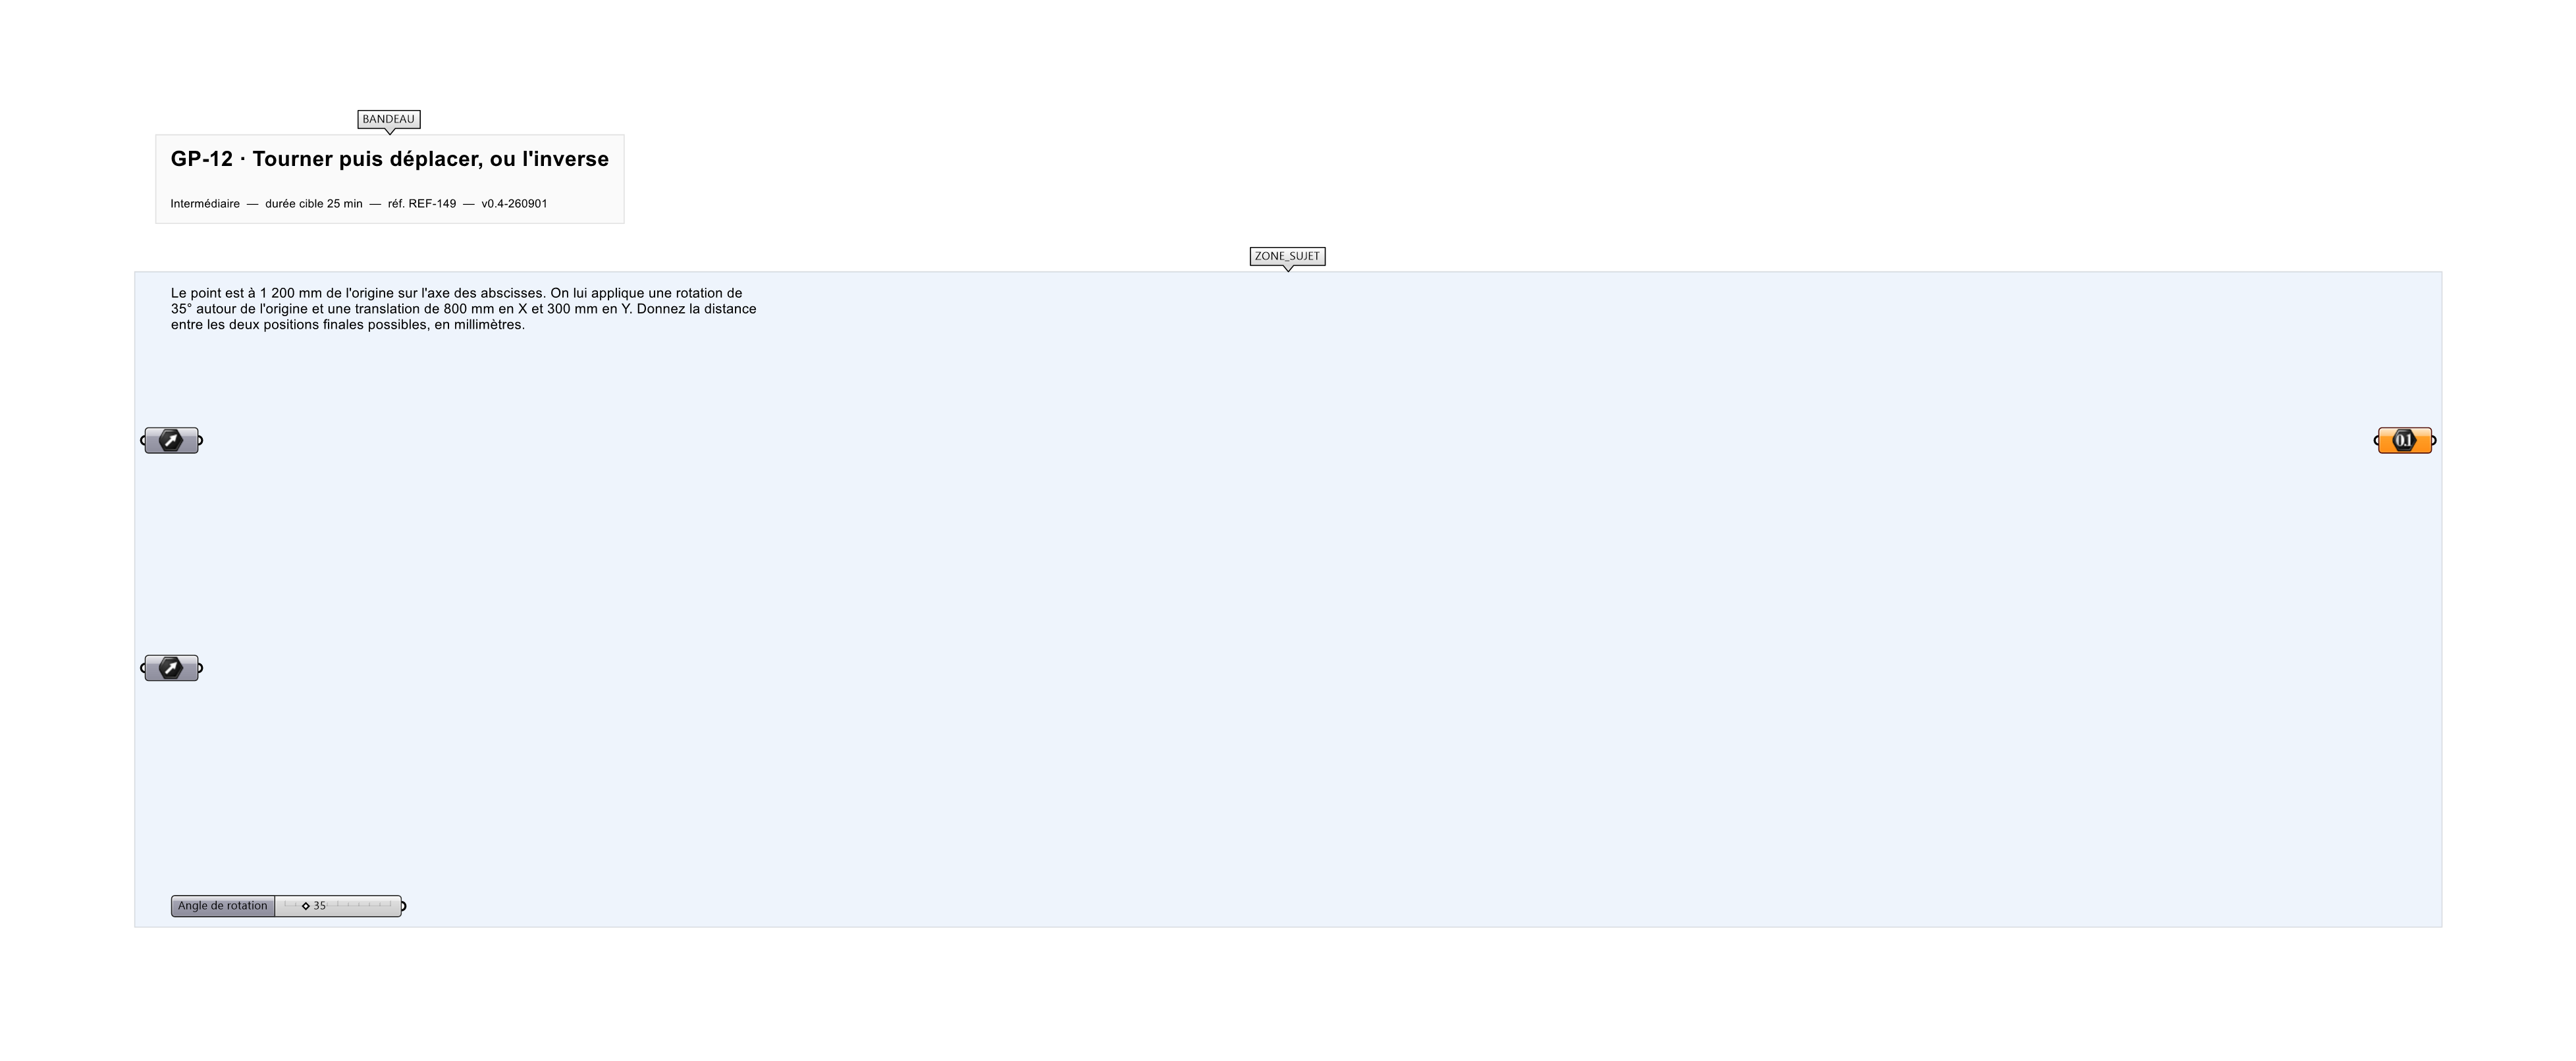 BANDEAU
GP-12 · Tourner puis déplacer, ou l'inverse
Intermédiaire — durée cible 25 min — réf. REF-149 — v0.4-260901
ZONE_SUJET
Le point est à 1 200 mm de l'origine sur l'axe des abscisses. On lui applique une rotation de
35° autour de l'origine et une translation de 800 mm en X et 300 mm en Y. Donnez la distance
entre les deux positions finales possibles, en millimètres.
0.1
Angle de rotation
35